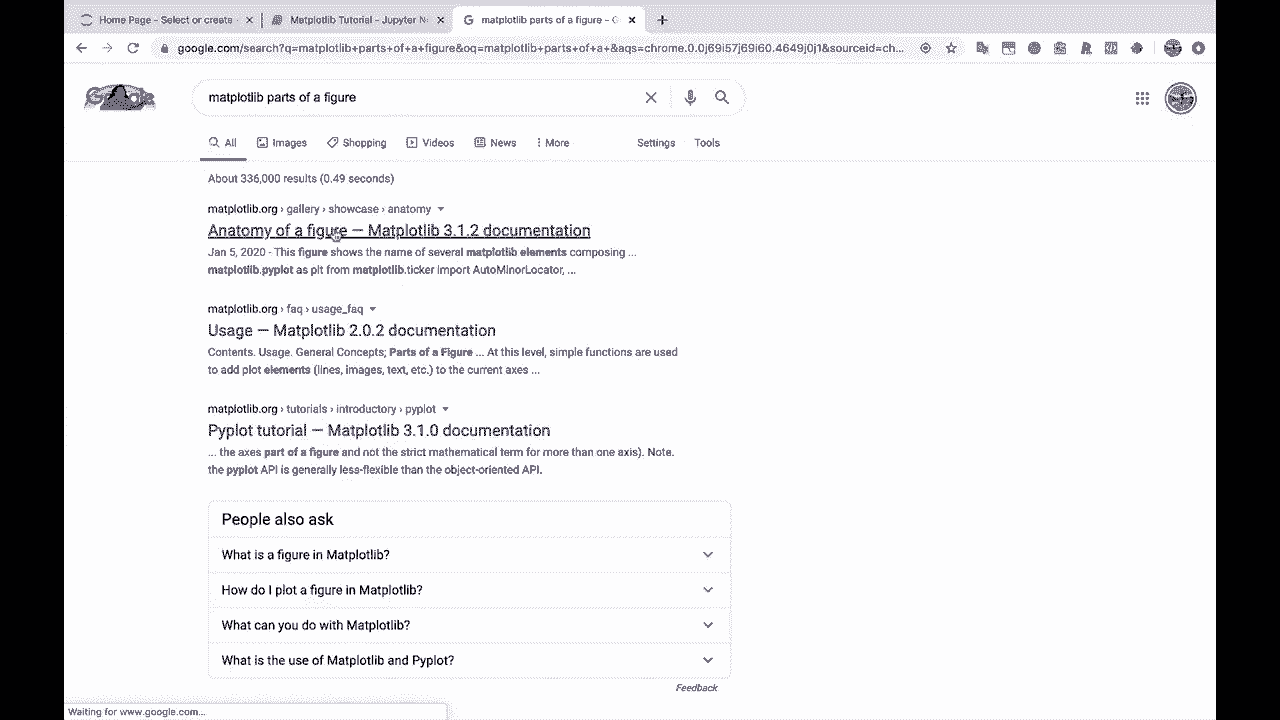 Home Page - Select or create
Matplotlib Tutorial - Jupyter N
matplotlib parts of a figure - G
google.com/search?q=matplotlib+parts+of+a+figure&oq=matplotlib+parts+of+a+&aqs=chrome.0.0j69i57j69i60.4649j0j1&sourceid=ch...
matplotlib parts of a figure
All Images Shopping Videos News More Settings Tools
About 336,000 results (0.49 seconds)
matplotlib.org › gallery › showcase › anatomy
Anatomy of a figure — Matplotlib 3.1.2 documentation
Jan 5, 2020 - This figure shows the name of several matplotlib elements composing ...
matplotlib.pyplot as plt from matplotlib.ticker import AutoMinorLocator, ...
matplotlib.org › faq › usage_faq
Usage — Matplotlib 2.0.2 documentation
Contents. Usage. General Concepts; Parts of a Figure ... At this level, simple functions are used
to add plot elements (lines, images, text, etc.) to the current axes ...
matplotlib.org › tutorials › introductory › pyplot
Pyplot tutorial — Matplotlib 3.1.0 documentation
... the axes part of a figure and not the strict mathematical term for more than one axis). Note.
the pyplot API is generally less-flexible than the object-oriented API.
People also ask
What is a figure in Matplotlib?
How do I plot a figure in Matplotlib?
What can you do with Matplotlib?
What is the use of Matplotlib and Pyplot?
Feedback
Waiting for www.google.com...